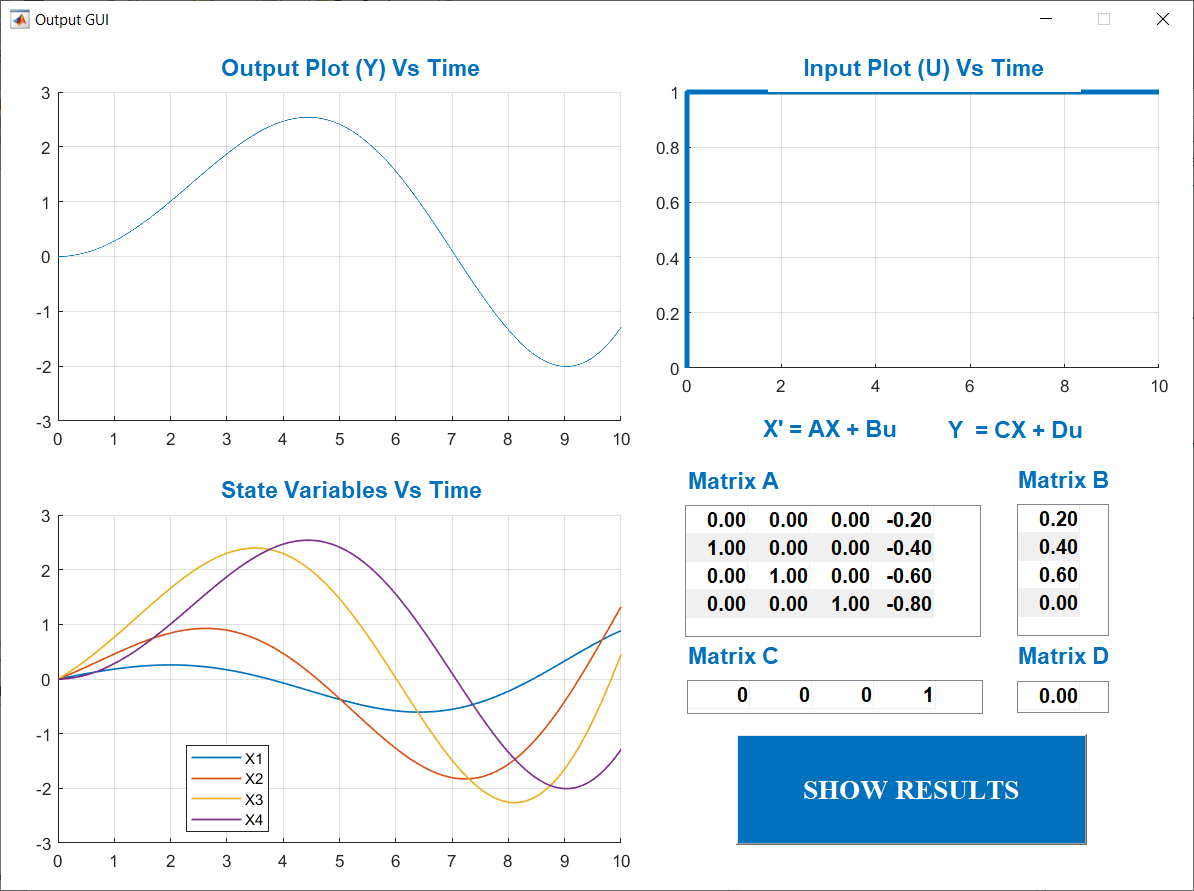 Output GUI
Output Plot (Y) Vs Time
3
2
1
0
-1
-2
-3
0 1 2 3 4 5 6 7 8 9 10
Input Plot (U) Vs Time
1
0.8
0.6
0.4
0.2
0
0 2 4 6 8 10
State Variables Vs Time
3
2
1
0
-1
-2
-3
X1
X2
X3
X4
0 1 2 3 4 5 6 7 8 9 10
X' = AX + Bu Y = CX + Du
Matrix A
0.00 0.00 0.00 -0.20
1.00 0.00 0.00 -0.40
0.00 1.00 0.00 -0.60
0.00 0.00 1.00 -0.80
Matrix B
0.20
0.40
0.60
0.00
Matrix C
0 0 0 1
Matrix D
0.00
SHOW RESULTS